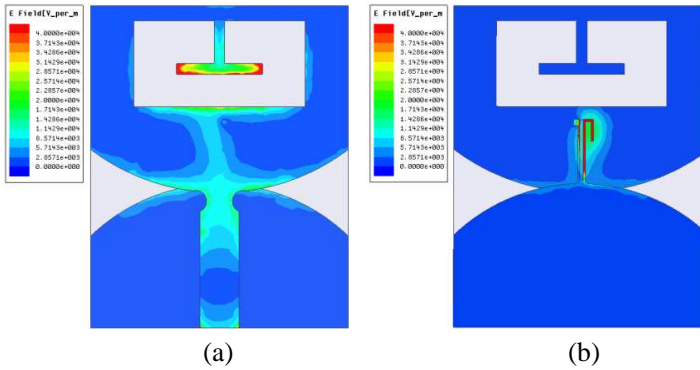 E Field[V_per_m
4.0000e+004
3.7143e+004
3.4286e+004
3.1429e+004
2.8571e+004
2.5714e+004
2.2857e+004
2.0000e+004
1.7143e+004
1.4286e+004
1.1429e+004
8.5714e+003
5.7143e+003
2.8571e+003
0.0000e+000
(a)
E Field[V_per_m
4.0000e+004
3.7143e+004
3.4286e+004
3.1429e+004
2.8571e+004
2.5714e+004
2.2857e+004
2.0000e+004
1.7143e+004
1.4286e+004
1.1429e+004
8.5714e+003
5.7143e+003
2.8571e+003
0.0000e+000
(b)